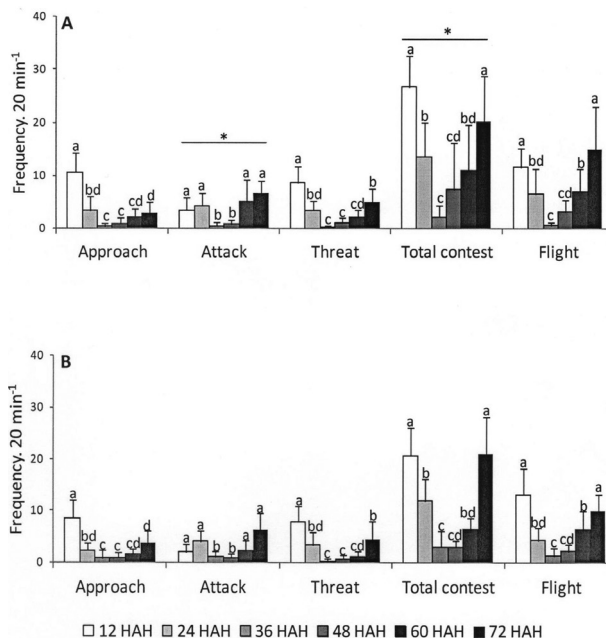 A
40
*
a
30
a
20
*
a
a
b
a
b
cd
cd
a
bd
10
a
a
a
a
a
bd
b
bd
cd
c
c
cd
d
b
b
c
c
cd
c
c
0
Frequency. 20 min⁻¹
Approach
Attack
Threat
Total contest
Flight
B
40
a
a
30
a
20
b
a
a
a
a
b
10
a
bd
bd
c
c
cd
d
a
b
b
a
bd
c
c
cd
b
c
c
bd
bd
c
c
0
Frequency. 20 min⁻¹
Approach
Attack
Threat
Total contest
Flight
12 HAH 24 HAH 36 HAH 48 HAH 60 HAH 72 HAH